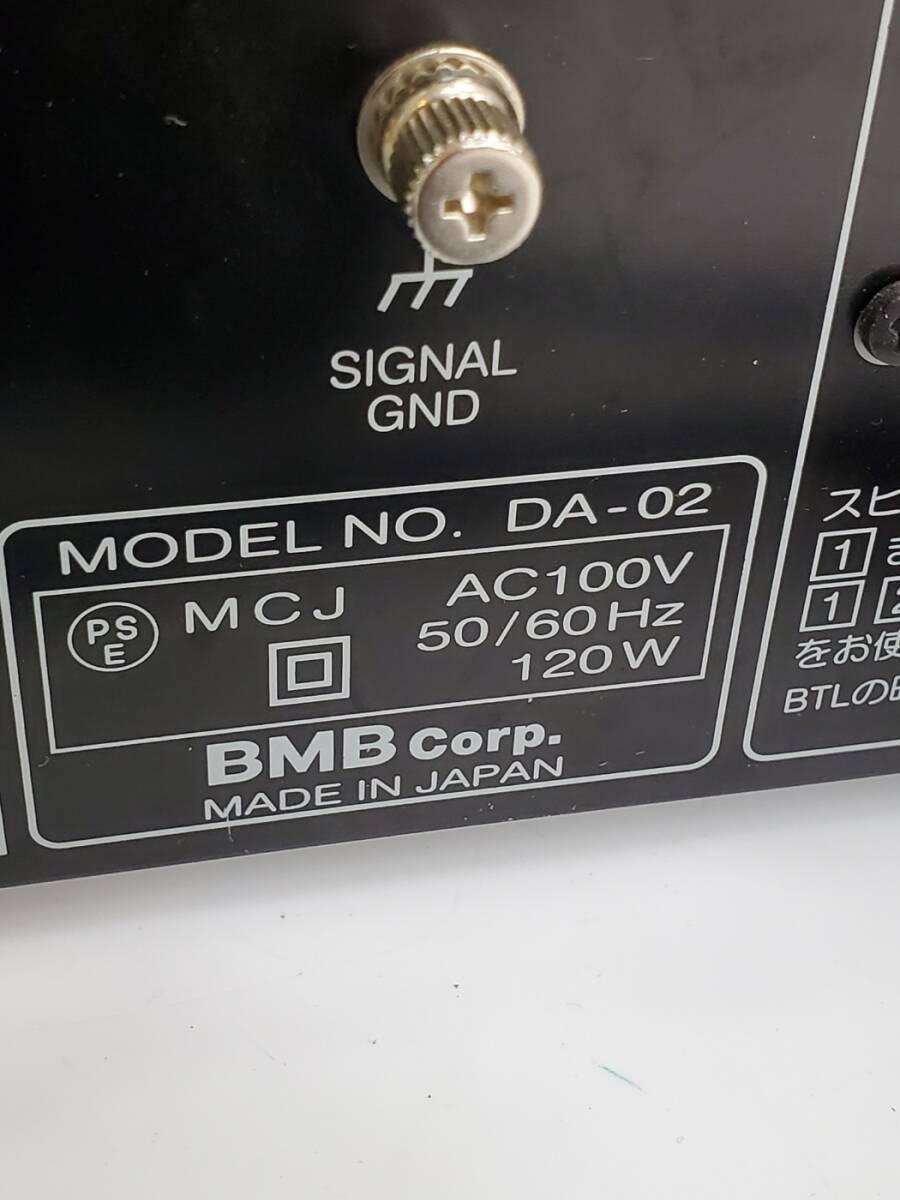 SIGNAL
GND
MODEL NO. DA-02
PS
E
MCJ
AC100V
50/60Hz
120W
BMB Corp.
MADE IN JAPAN
スピ
1
1
をお使
BTLの